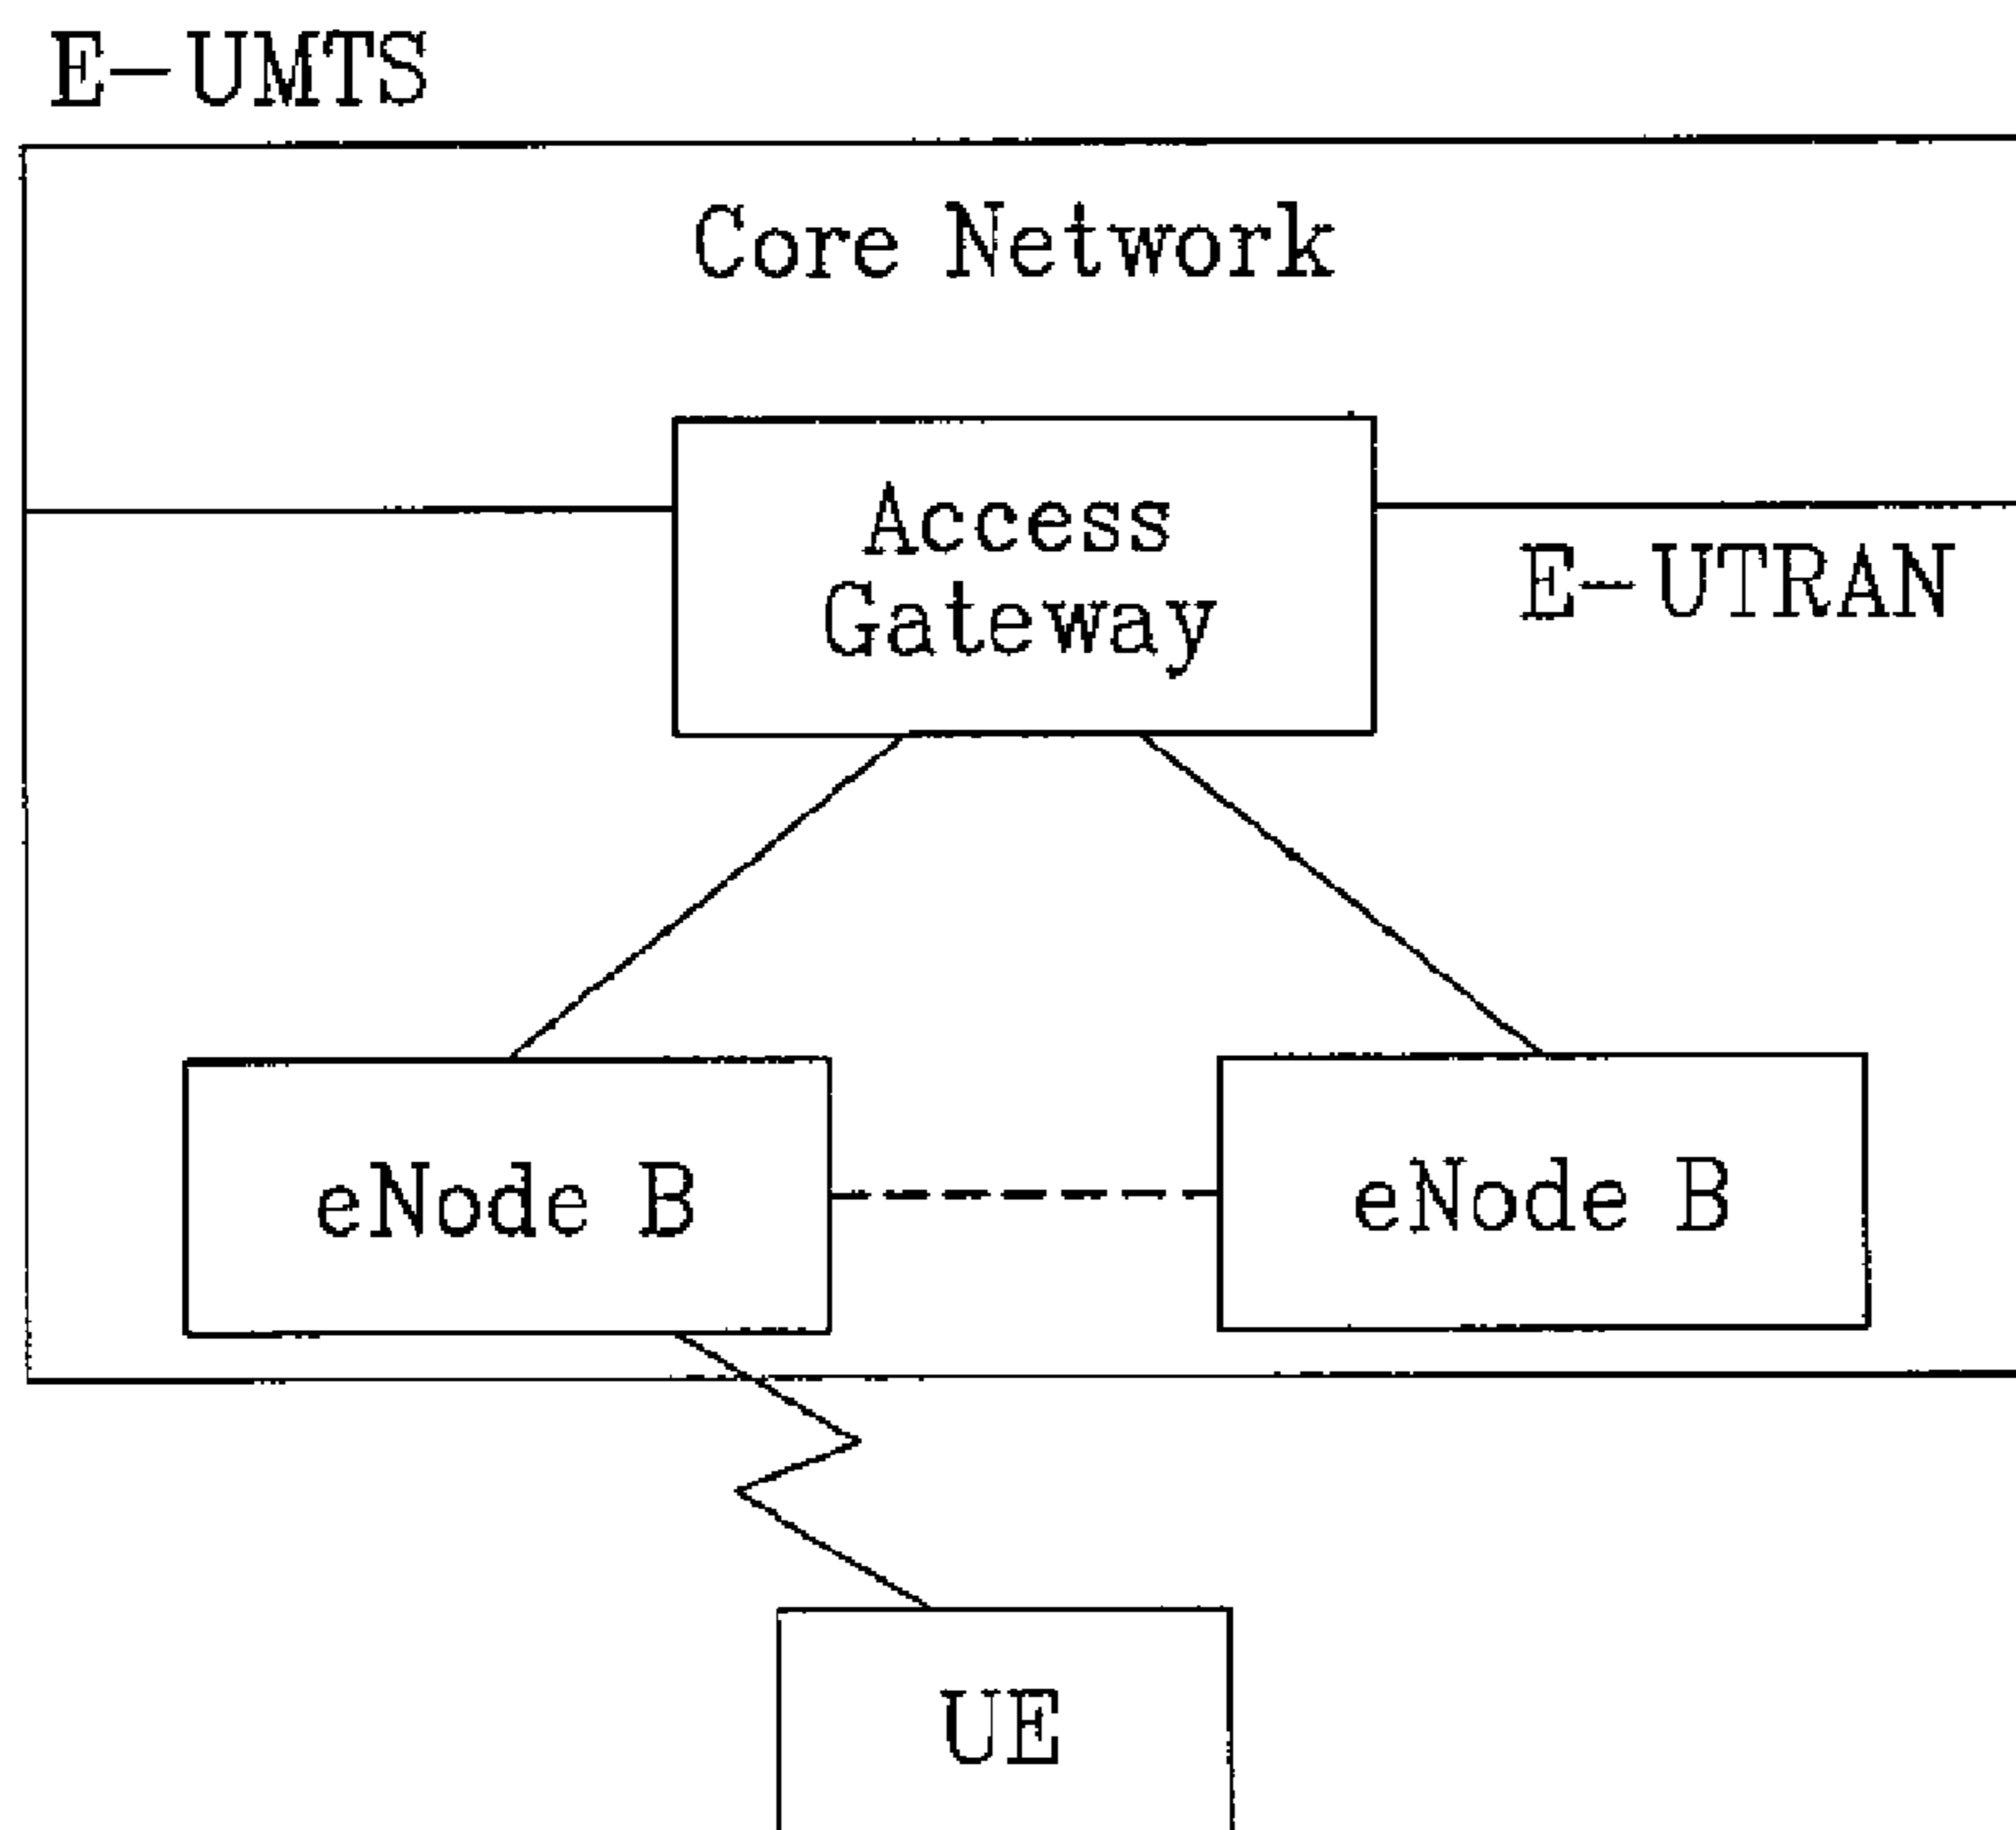 E-UMTS
Core Network
Access
Gateway
E-UTRAN
eNode B
eNode B
UE